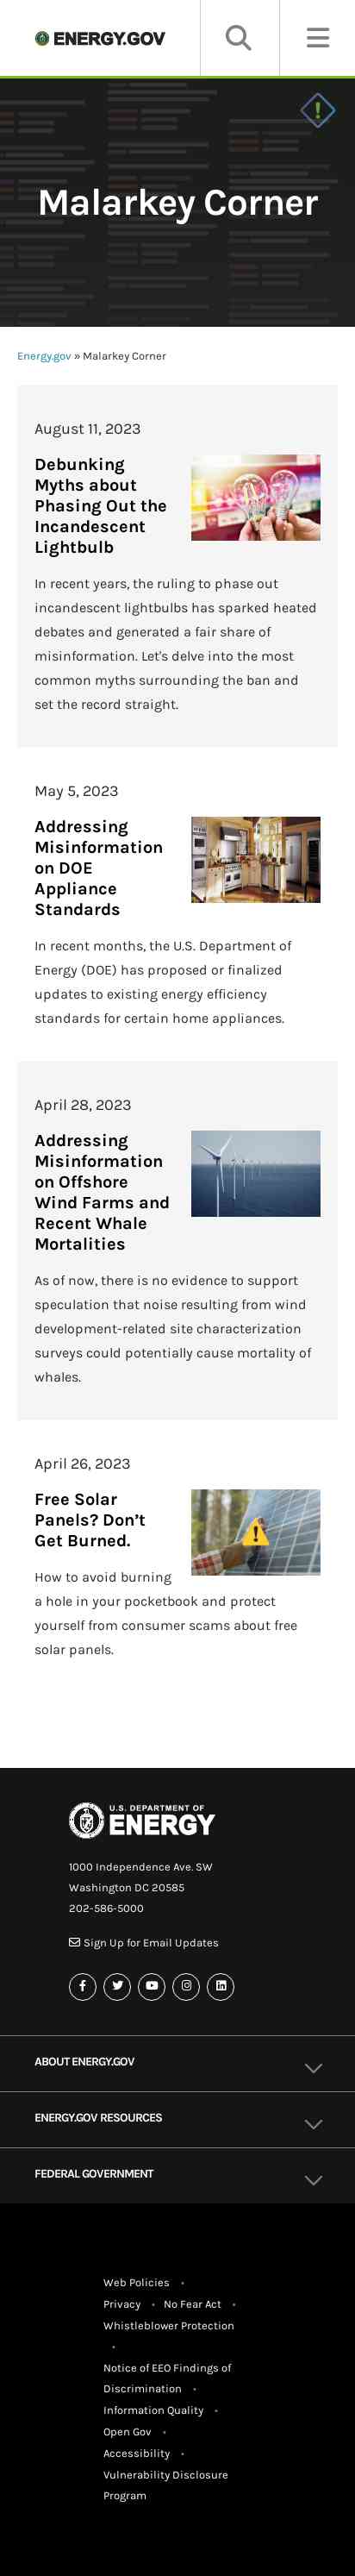 ENERGY.GOV
Malarkey Corner
Energy.gov » Malarkey Corner
August 11, 2023
Debunking
Myths about
Phasing Out the
Incandescent
Lightbulb
In recent years, the ruling to phase out
incandescent lightbulbs has sparked heated
debates and generated a fair share of
misinformation. Let's delve into the most
common myths surrounding the ban and
set the record straight.
May 5, 2023
Addressing
Misinformation
on DOE
Appliance
Standards
In recent months, the U.S. Department of
Energy (DOE) has proposed or finalized
updates to existing energy efficiency
standards for certain home appliances.
April 28, 2023
Addressing
Misinformation
on Offshore
Wind Farms and
Recent Whale
Mortalities
As of now, there is no evidence to support
speculation that noise resulting from wind
development-related site characterization
surveys could potentially cause mortality of
whales.
April 26, 2023
Free Solar
Panels? Don’t
Get Burned.
How to avoid burning
a hole in your pocketbook and protect
yourself from consumer scams about free
solar panels.
U.S. DEPARTMENT OF
ENERGY
1000 Independence Ave. SW
Washington DC 20585
202-586-5000
Sign Up for Email Updates
ABOUT ENERGY.GOV
ENERGY.GOV RESOURCES
FEDERAL GOVERNMENT
Web Policies •
Privacy • No Fear Act •
Whistleblower Protection
•
Notice of EEO Findings of
Discrimination •
Information Quality •
Open Gov •
Accessibility •
Vulnerability Disclosure
Program